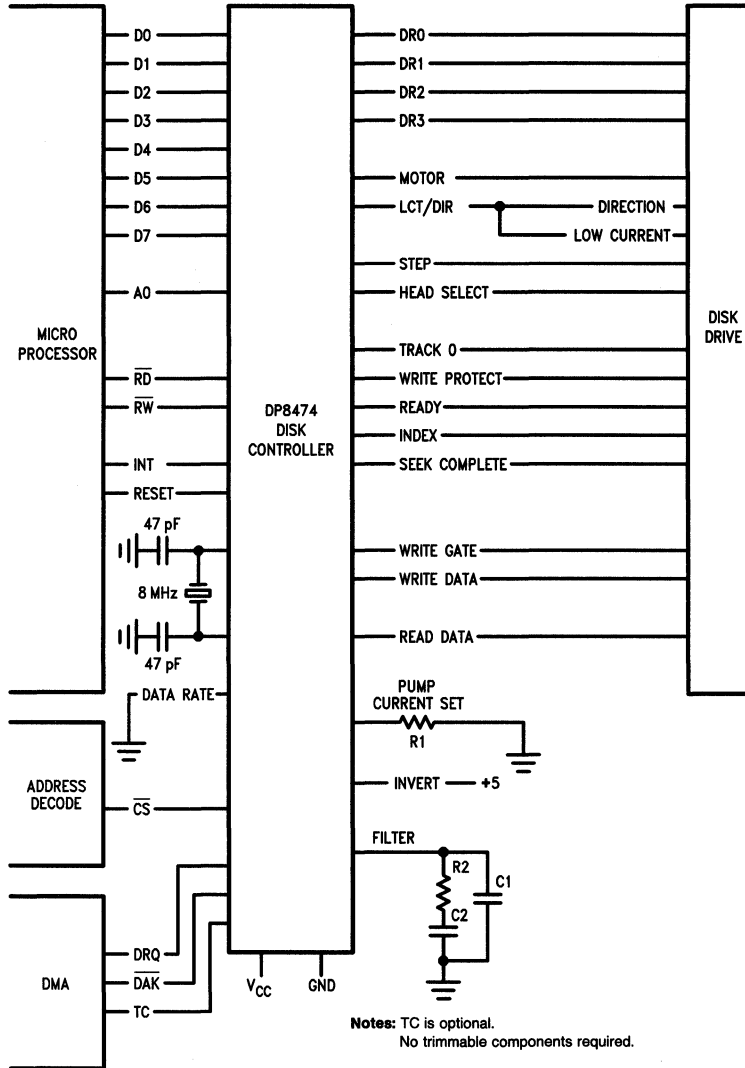 D0
D1
D2
D3
D4
D5
D6
D7
A0
MICRO
PROCESSOR
R̅D̅
R̅W̅
INT
RESET
47 pF
8 MHz
47 pF
DATA RATE
ADDRESS
DECODE
C̅S̅
DMA
DRQ
D̅A̅K̅
TC
DP8474
DISK
CONTROLLER
VCC
GND
DR0
DR1
DR2
DR3
MOTOR
LCT/DIR
DIRECTION
LOW CURRENT
STEP
HEAD SELECT
TRACK 0
WRITE PROTECT
READY
INDEX
SEEK COMPLETE
WRITE GATE
WRITE DATA
READ DATA
DISK
DRIVE
PUMP
CURRENT SET
R1
INVERT
+5
FILTER
R2
C1
C2
Notes: TC is optional.
No trimmable components required.